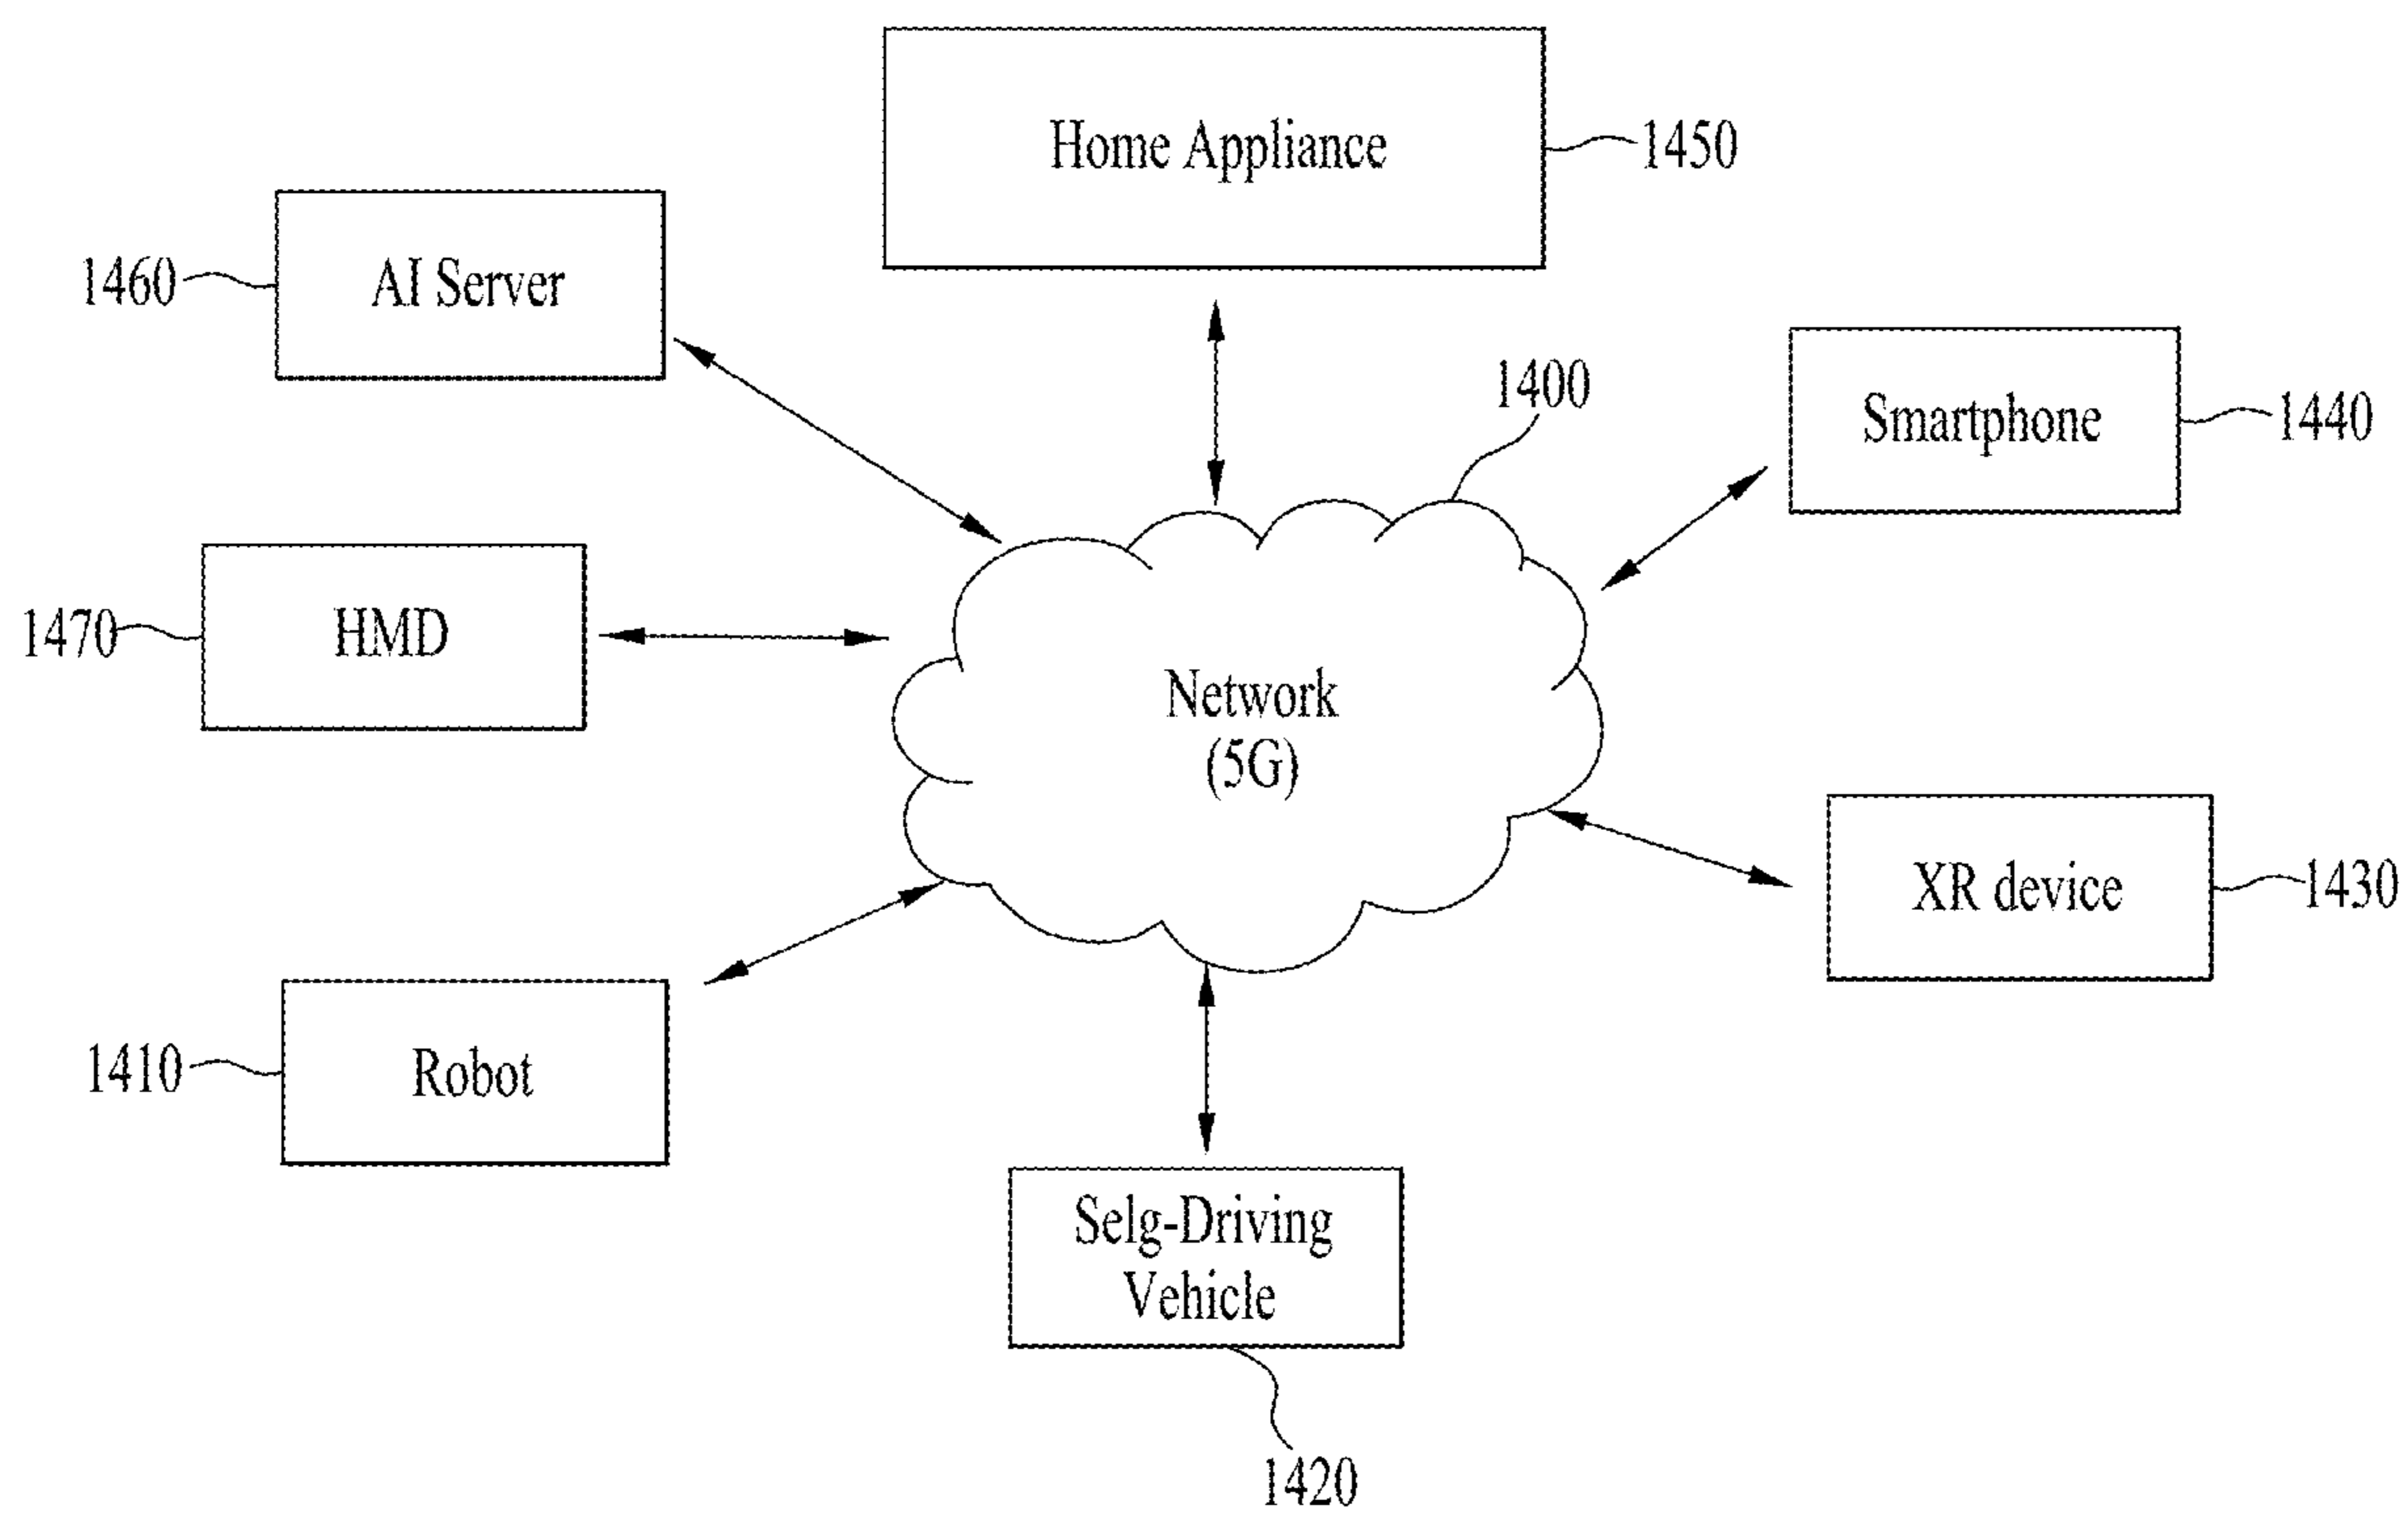 Home Appliance
1450
1460
AI Server
1400
Smartphone
1440
1470
HMD
Network
(5G)
XR device
1430
1410
Robot
Selg-Driving
Vehicle
1420